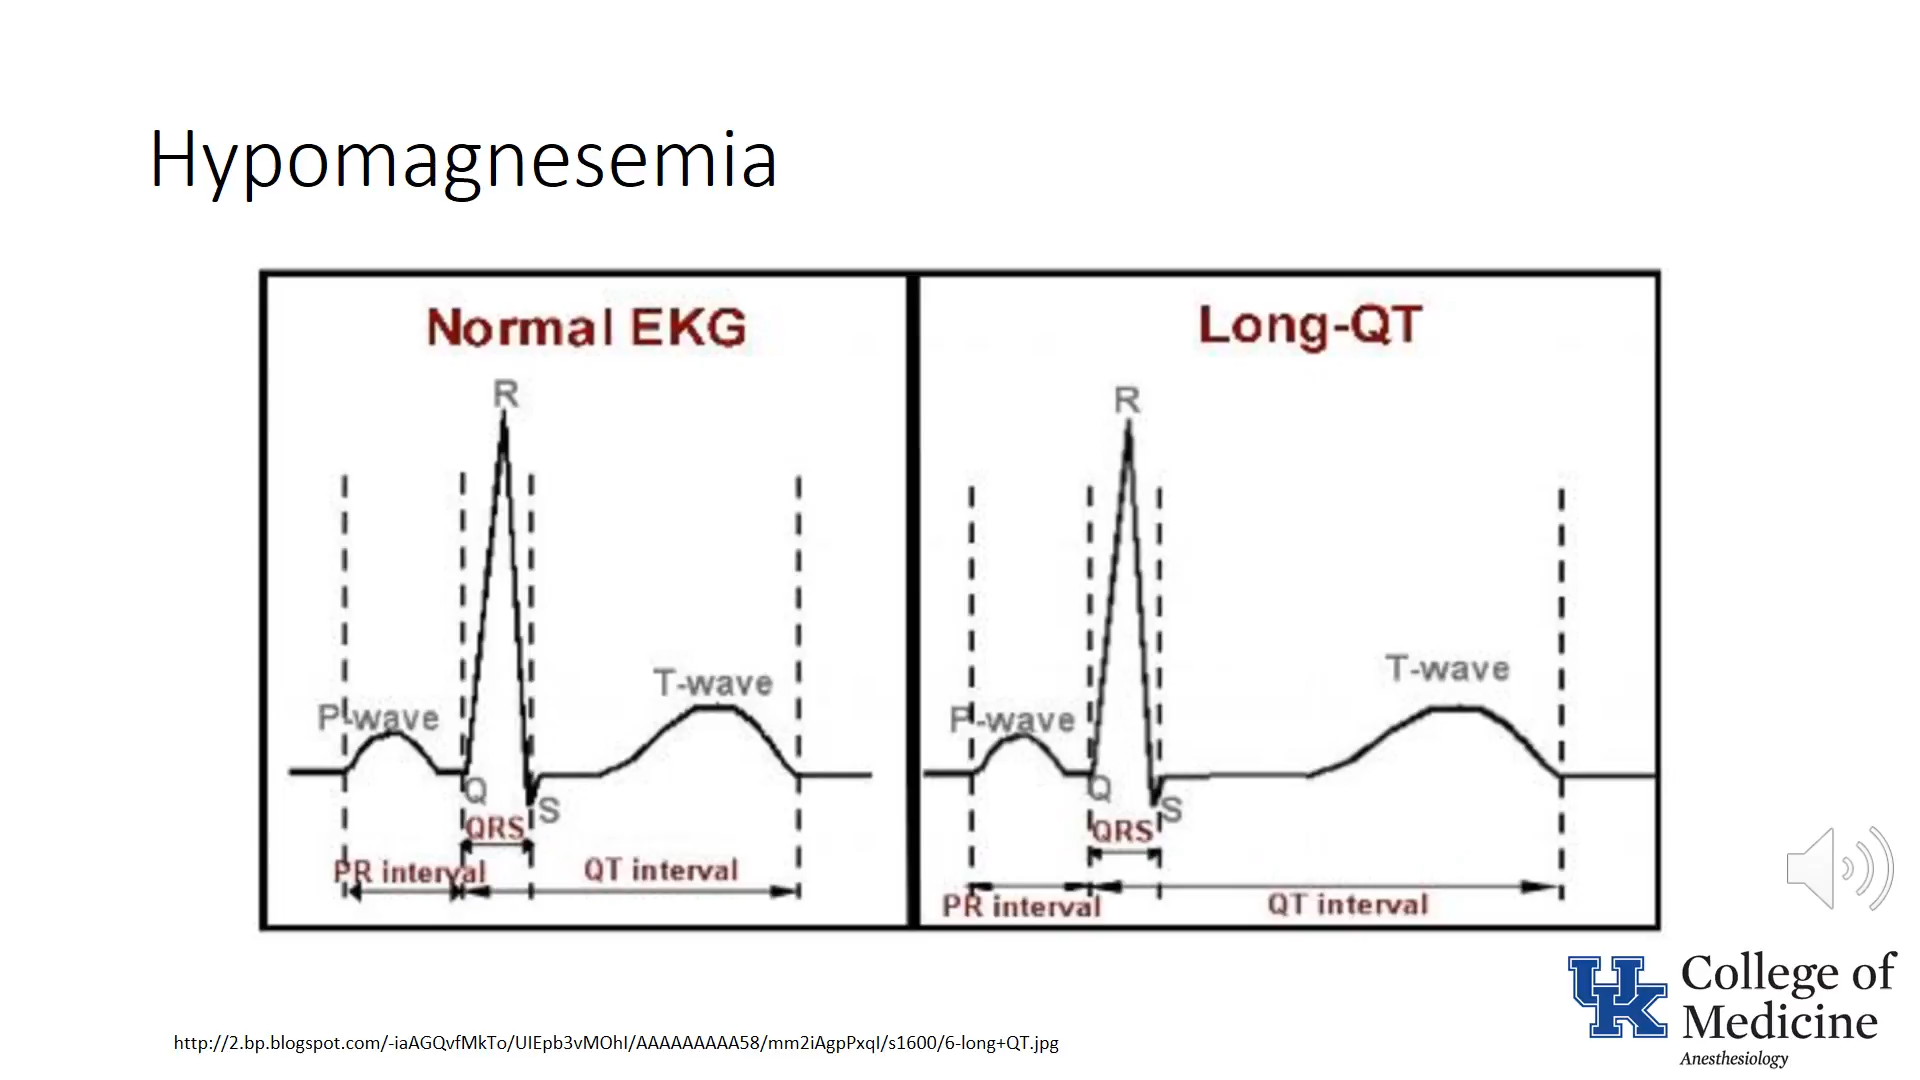 Hypomagnesemia
Normal EKG
R
P-wave
T-wave
Q
S
QRS
PR interval
QT interval
Long-QT
R
P-wave
T-wave
Q
S
QRS
PR interval
QT interval
UK
College of
Medicine
Anesthesiology
http://2.bp.blogspot.com/-iaAGQvfMkTo/UIEpb3vMOhI/AAAAAAAAA58/mm2iAgpPxqI/s1600/6-long+QT.jpg